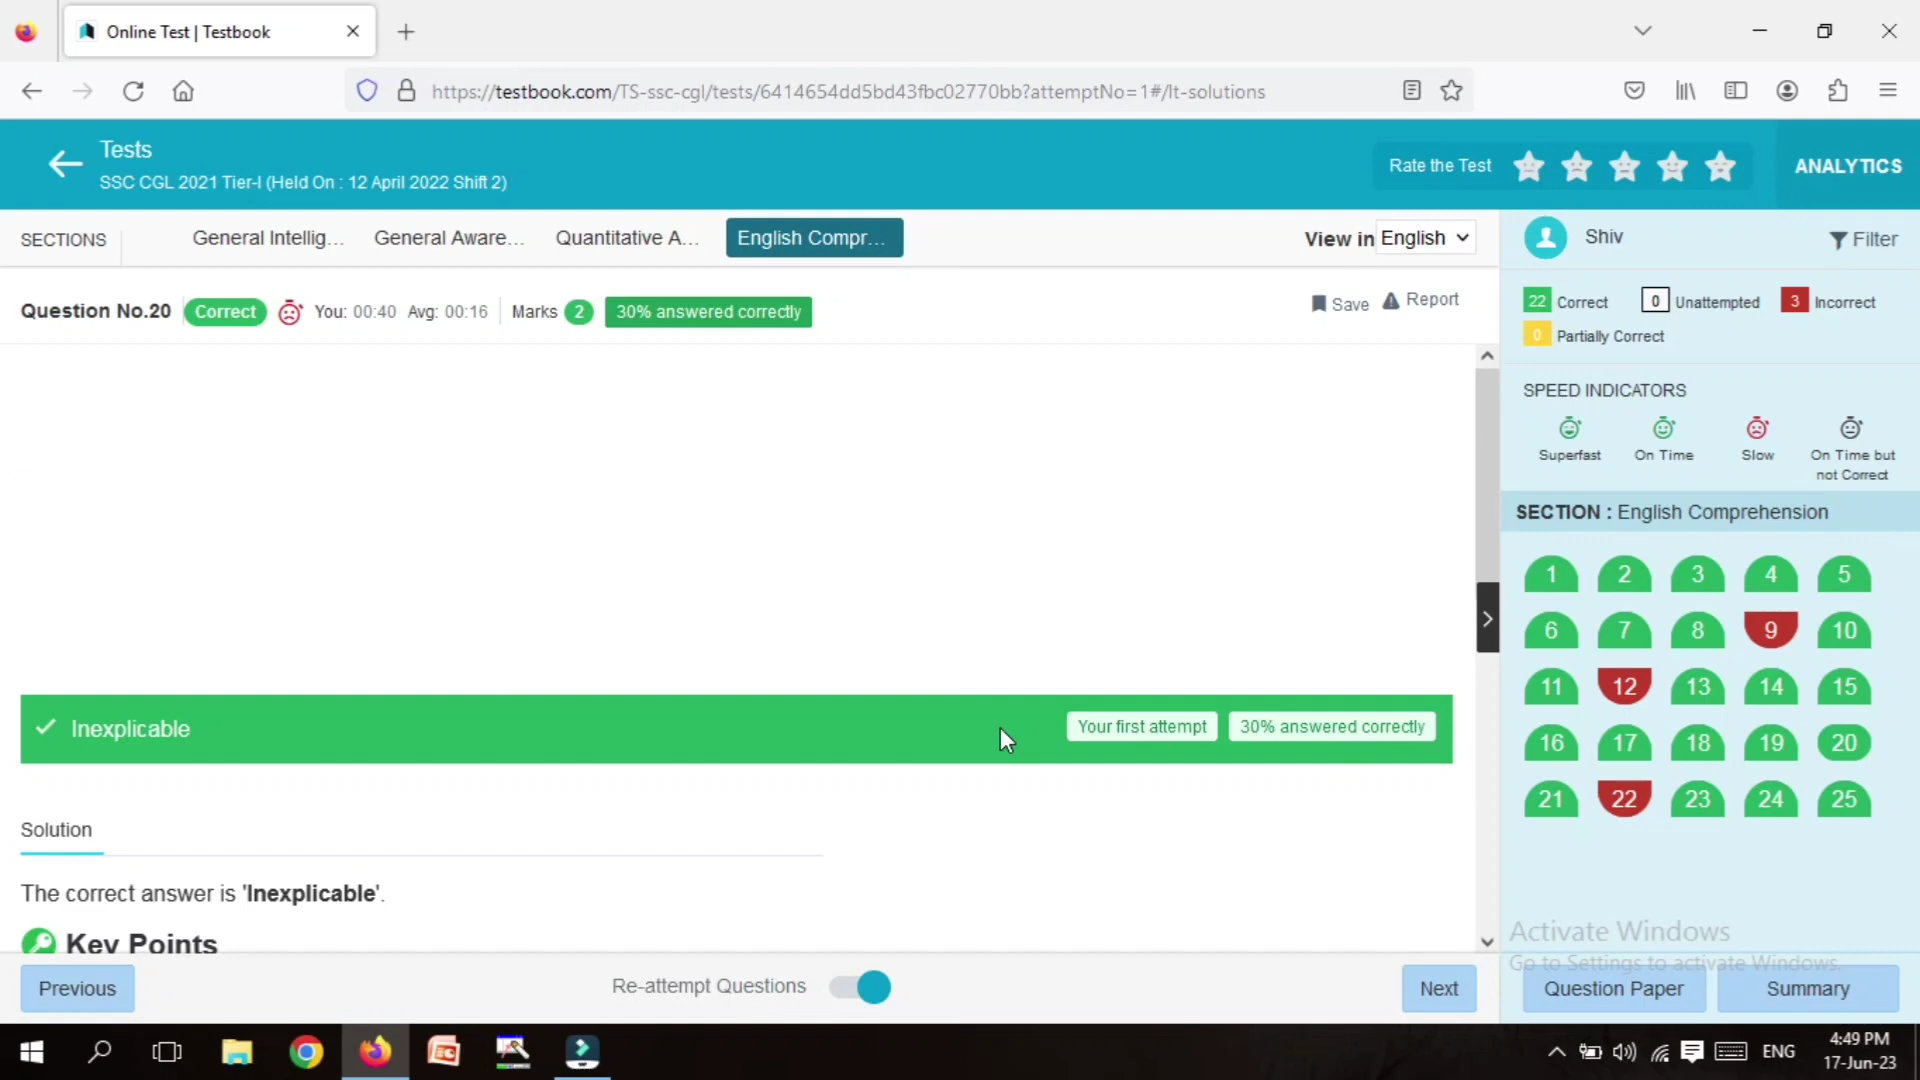 Online Test | Testbook
https://testbook.com/TS-ssc-cgl/tests/6414654dd5bd43fbc02770bb?attemptNo=1#/lt-solutions
Tests
SSC CGL 2021 Tier-I (Held On : 12 April 2022 Shift 2)
Rate the Test
ANALYTICS
SECTIONS
General Intellig...
General Aware...
Quantitative A...
English Compr...
View in English
Shiv
Filter
Question No.20 Correct You: 00:40 Avg: 00:16 Marks 2 30% answered correctly
Save
Report
22 Correct 0 Unattempted 3 Incorrect
0 Partially Correct
SPEED INDICATORS
Superfast
On Time
Slow
On Time but
not Correct
SECTION : English Comprehension
1 2 3 4 5
6 7 8 9 10
11 12 13 14 15
16 17 18 19 20
21 22 23 24 25
Inexplicable
Your first attempt
30% answered correctly
Solution
The correct answer is 'Inexplicable'.
Key Points
Activate Windows
Go to Settings to activate Windows.
Previous
Re-attempt Questions
Next
Question Paper
Summary
ENG
4:49 PM
17-Jun-23